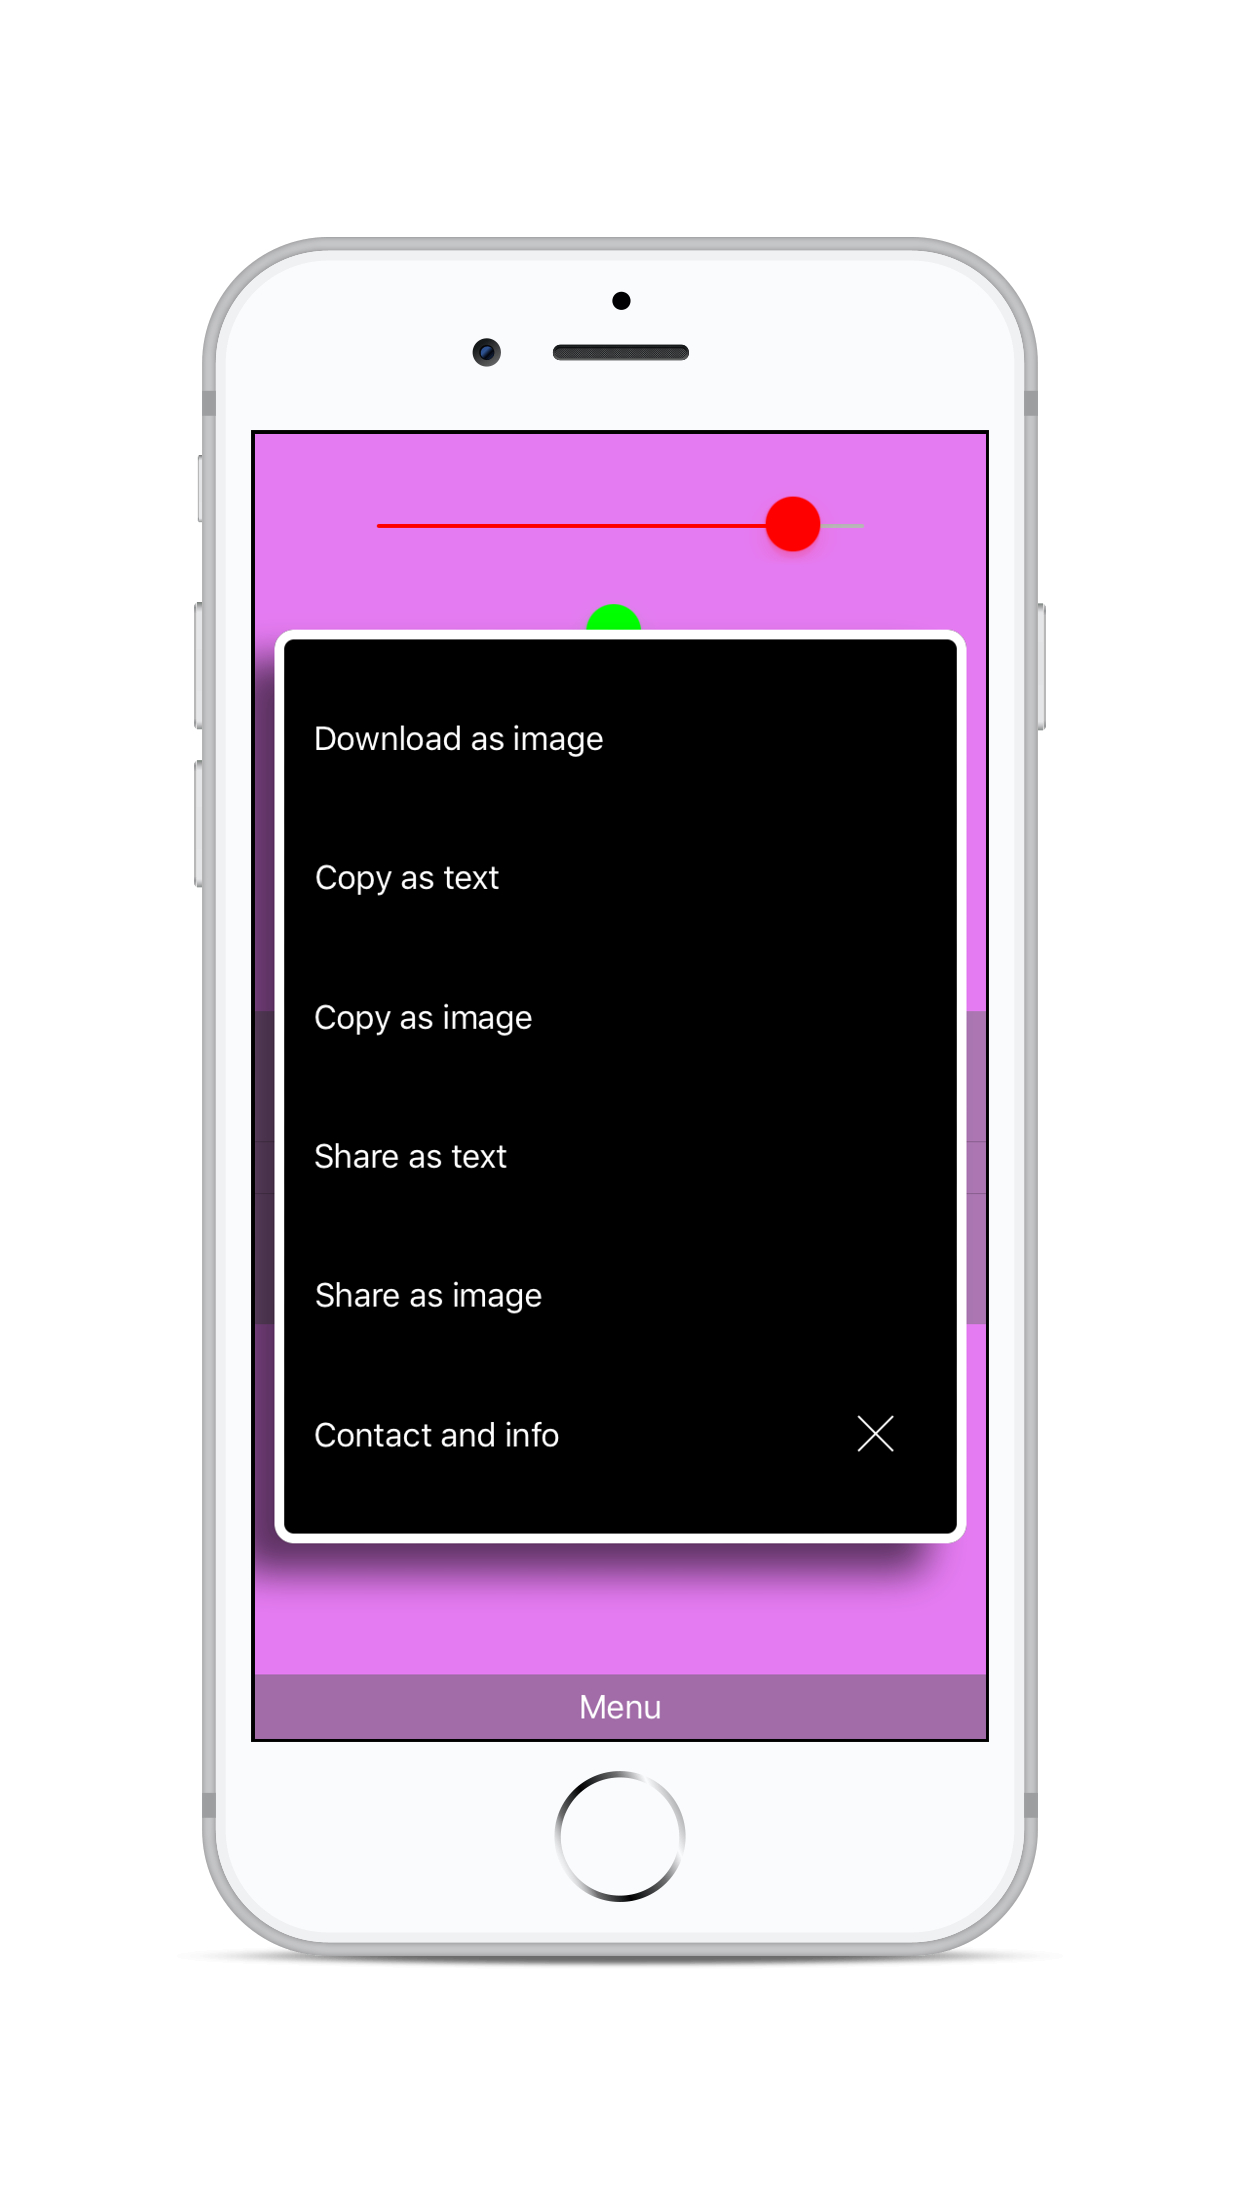 Download as image
Copy as text
Copy as image
Share as text
Share as image
Contact and info
Menu